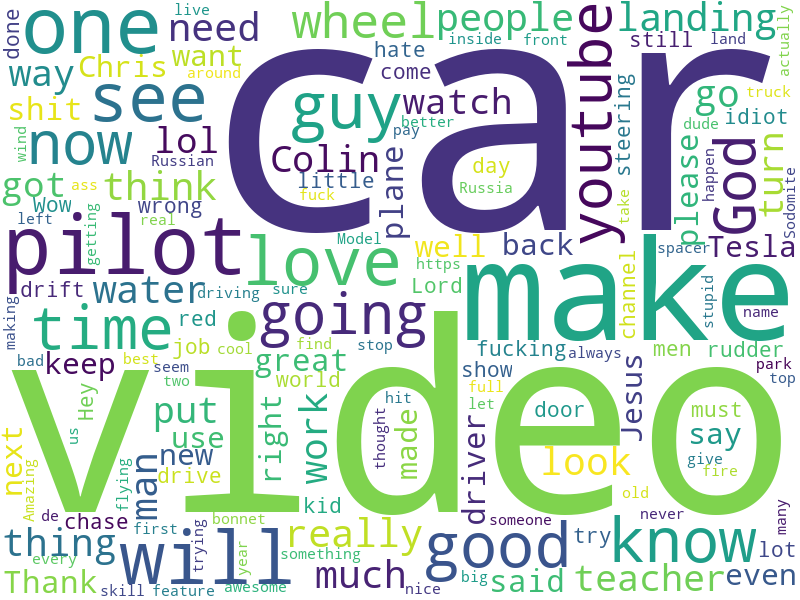 done
live
one
need
wheel
people
landing
inside
front
still
land
actually
way
Chris
want
around
hate
come
youtube
car
see
shit
guy
watch
better
pay
go
truck
dude
idiot
wind
now
lol
Russian
Colin
little
plane
day
Russia
fuck
steering
please
God
turn
happen
Sodomite
got
ass
think
wow
wrong
real
left
getting
take
pilot
love
Model
https
well
back
spacer
Tesla
Lord
channel
drift
water
driving
sure
going
make
stupid
name
making
time
red
find
stop
job
cool
bad
keep
best
seem
great
world
fucking
always
men
rudder
park
top
show
Jesus
two
video
full
let
hit
thought
door
must
say
give
fire
us
Hey
put
use
right
work
made
driver
look
next
Amazing
flying
man
new
drive
kid
old
never
many
de
chase
first
bonnet
trying
someone
thing
will
really
something
good
try
know
lot
every
Thank
skill
feature
year
awesome
much
nice
big
said
teacher
even